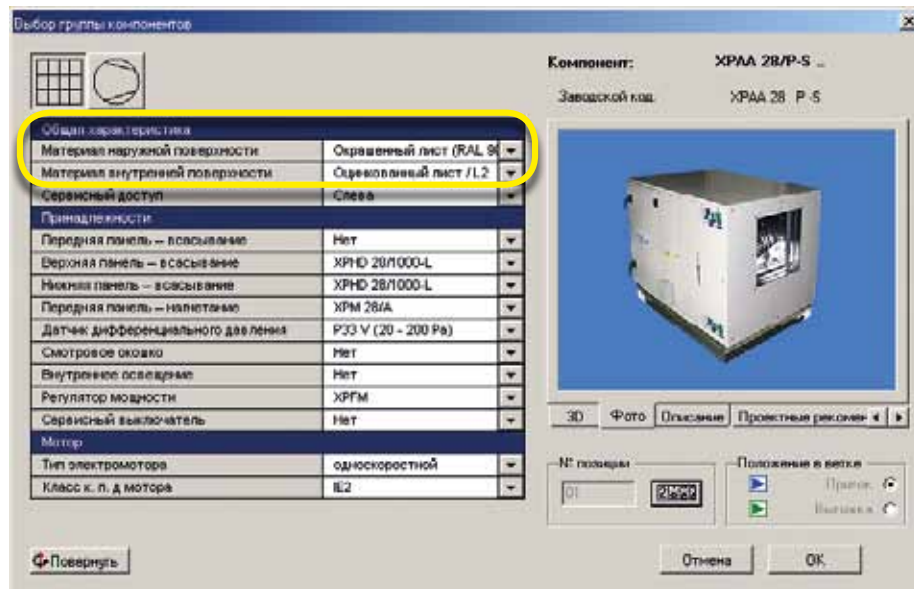 Выбор группы компонентов
Компонент: XPAA 28/P-S ...
Заводской код XPAA 28 P-S
Общая характеристика
Материал наружной поверхности Окрашенный лист (RAL 90
Материал внутренней поверхности Оцинкованный лист / L2
Сервисный доступ Слева
Принадлежности
Передняя панель – всасывание Нет
Верхняя панель – всасывание XPHD 28/1000-L
Нижняя панель – всасывание XPHD 28/1000-L
Передняя панель – нагнетание XPM 28/A
Датчик дифференциального давления P33 V (20 - 200 Pa)
Смотровое окошко Нет
Внутреннее освещение Нет
Регулятор мощности XPFM
Сервисный выключатель Нет
Мотор
Тип электромотора односкоростной
Класс к. п. д мотора IE2
3D Фото Описание Проектные рекомен
№ позиции
01
Положение в ветке
Приток
Вытяжка
Повернуть
Отмена OK